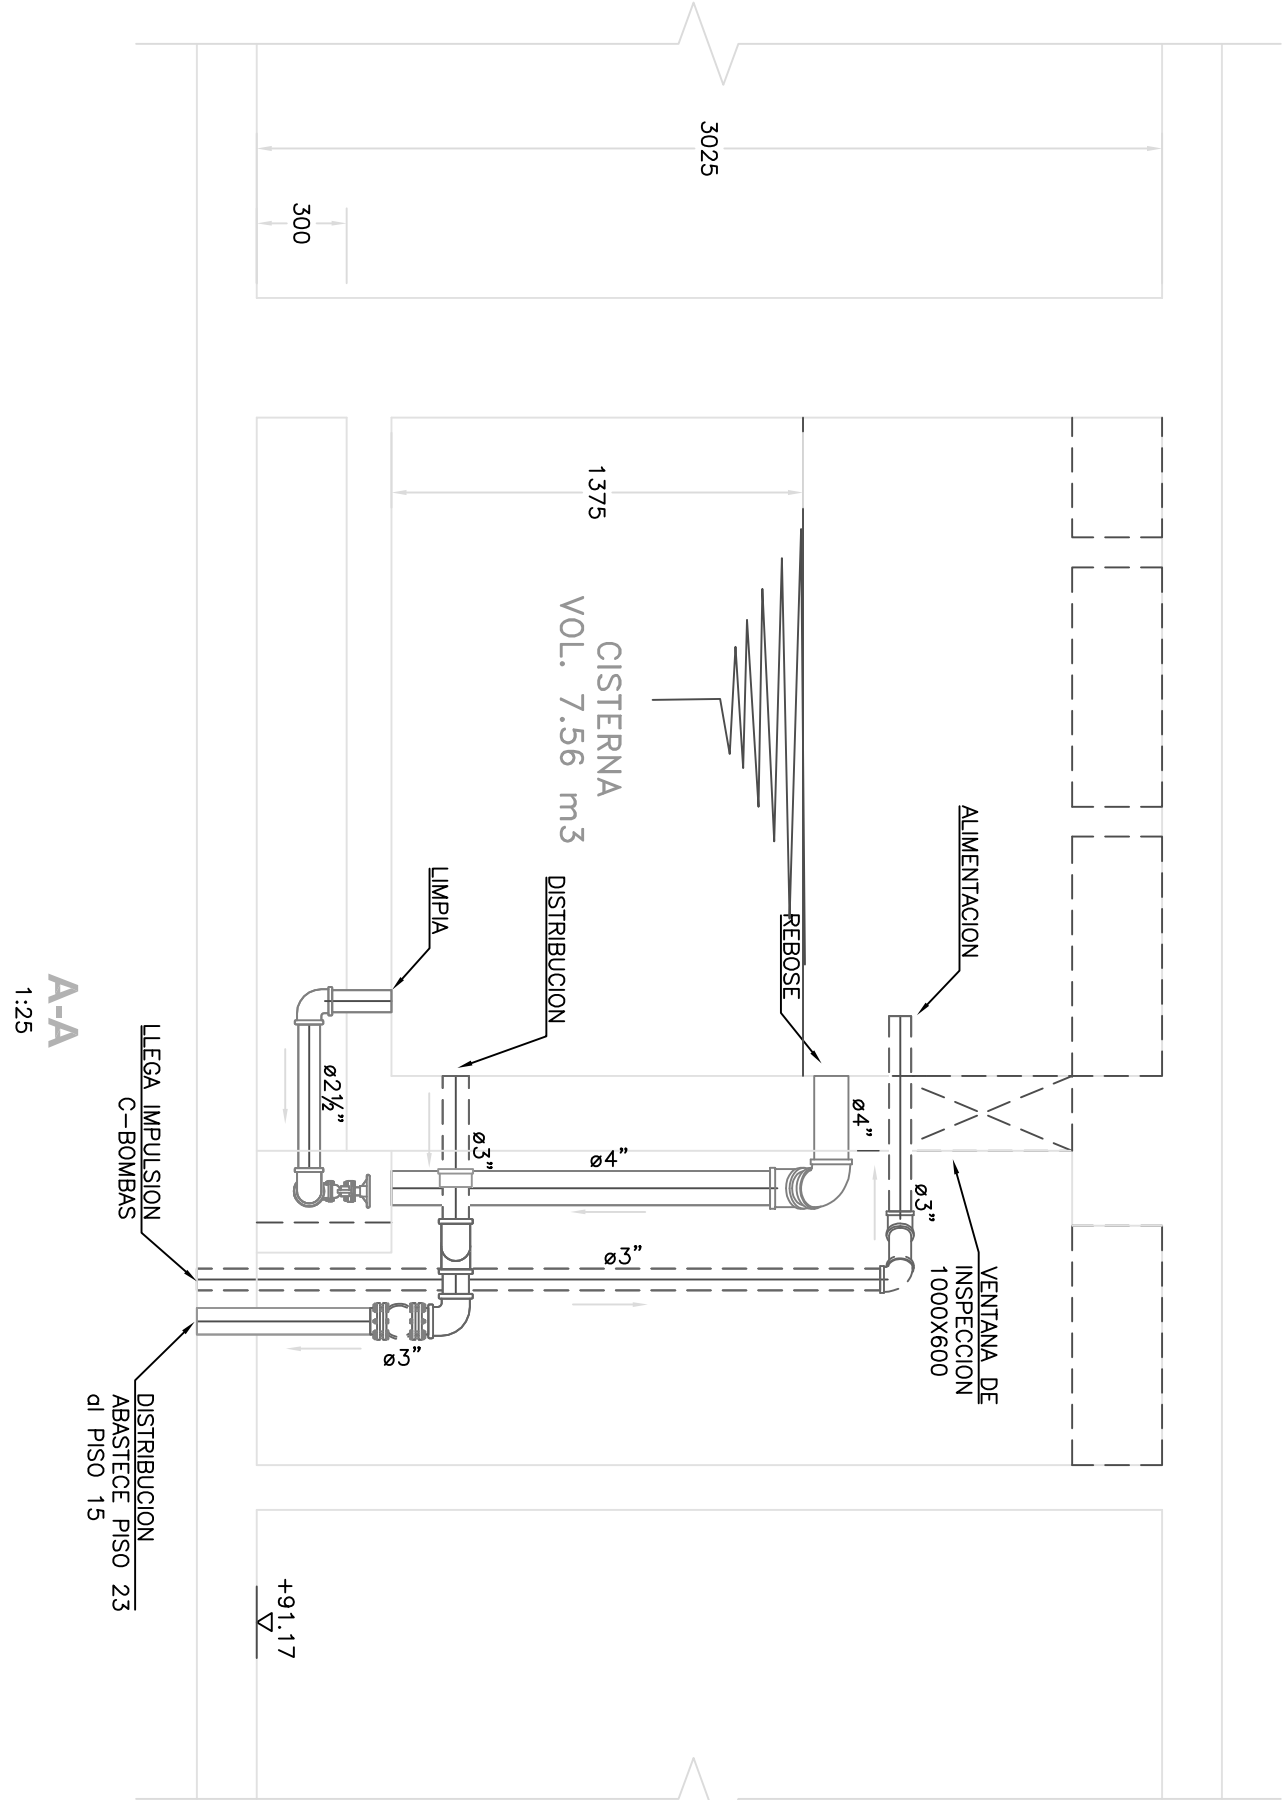 3025
300
1375
CISTERNA
VOL. 7.56 m3
ALIMENTACION
REBOSE
DISTRIBUCION
LIMPIA
ø4"
ø3"
ø4"
ø3"
ø2½"
ø3"
ø3"
VENTANA DE
INSPECCION
1000X600
LLEGA IMPULSION
C-BOMBAS
DISTRIBUCION
ABASTECE PISO 23
al PISO 15
+91.17
A-A
1:25